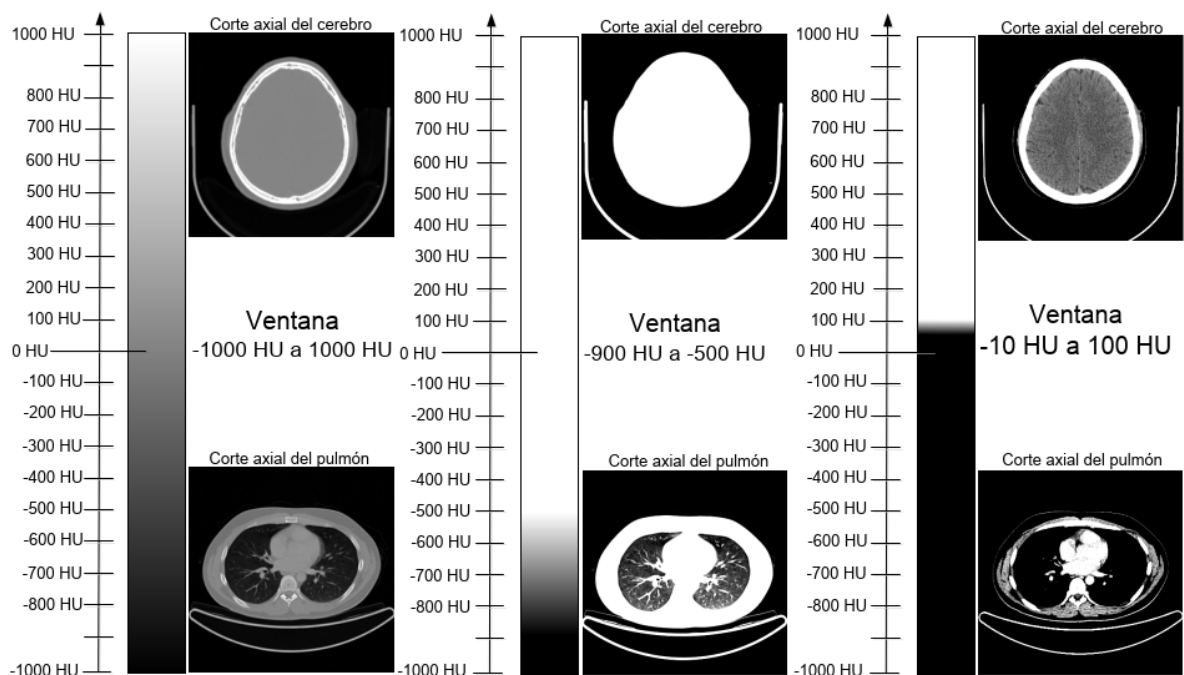 Corte axial del cerebro
1000 HU
800 HU
700 HU
600 HU
500 HU
400 HU
300 HU
200 HU
100 HU
0 HU
-100 HU
-200 HU
-300 HU
-400 HU
-500 HU
-600 HU
-700 HU
-800 HU
-1000 HU
Ventana
-1000 HU a 1000 HU
Corte axial del pulmón
Corte axial del cerebro
1000 HU
800 HU
700 HU
600 HU
500 HU
400 HU
300 HU
200 HU
100 HU
0 HU
-100 HU
-200 HU
-300 HU
-400 HU
-500 HU
-600 HU
-700 HU
-800 HU
-1000 HU
Ventana
-900 HU a -500 HU
Corte axial del pulmón
Corte axial del cerebro
1000 HU
800 HU
700 HU
600 HU
500 HU
400 HU
300 HU
200 HU
100 HU
0 HU
-100 HU
-200 HU
-300 HU
-400 HU
-500 HU
-600 HU
-700 HU
-800 HU
-1000 HU
Ventana
-10 HU a 100 HU
Corte axial del pulmón